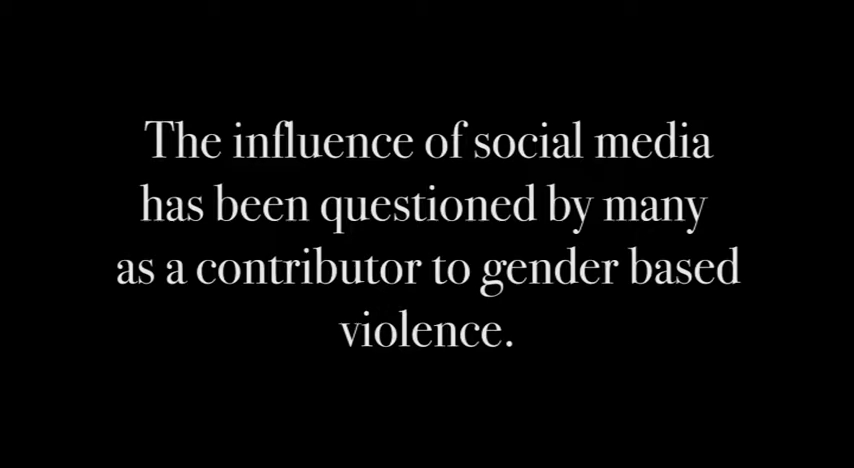 The influence of social media
has been questioned by many
as a contributor to gender based
violence.